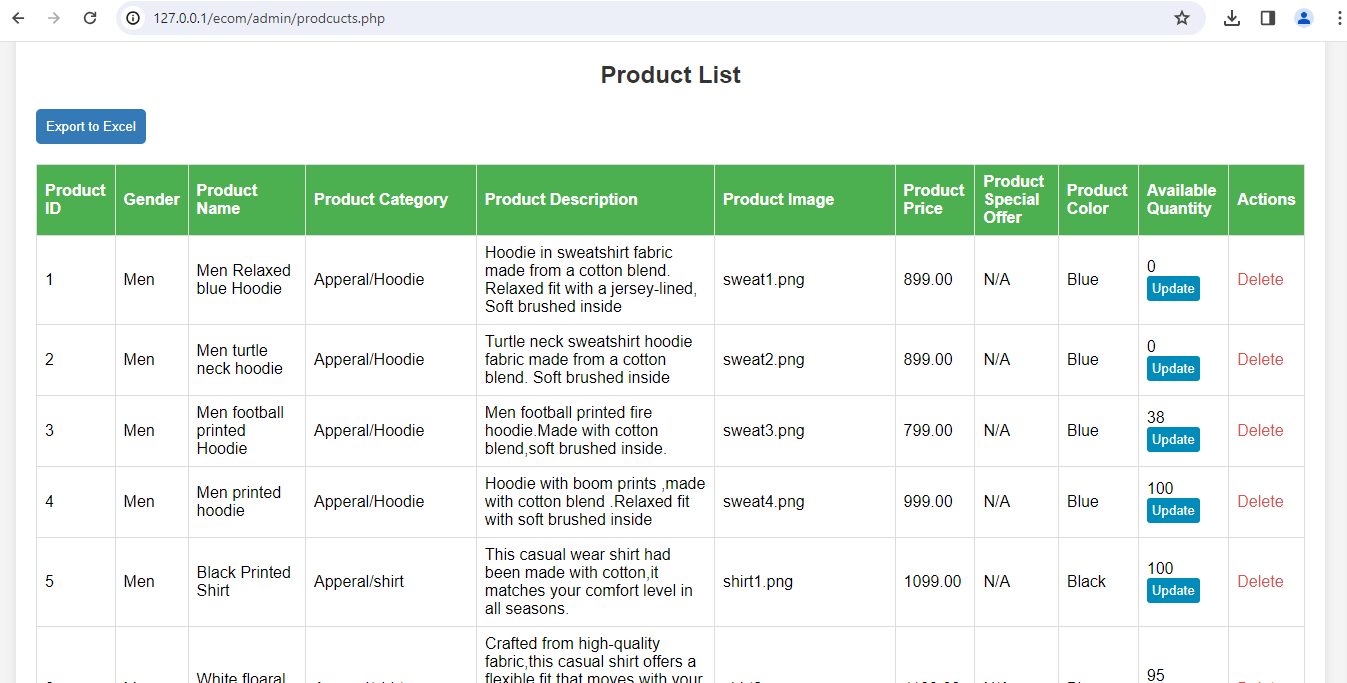 127.0.0.1/ecom/admin/prodcucts.php
Product List
Export to Excel
Product
ID
Gender
Product
Name
Product Category
Product Description
Product Image
Product
Price
Product
Special
Offer
Product
Color
Available
Quantity
Actions
1
Men
Men Relaxed
blue Hoodie
Apperal/Hoodie
Hoodie in sweatshirt fabric
made from a cotton blend.
Relaxed fit with a jersey-lined,
Soft brushed inside
sweat1.png
899.00
N/A
Blue
0
Update
Delete
2
Men
Men turtle
neck hoodie
Apperal/Hoodie
Turtle neck sweatshirt hoodie
fabric made from a cotton
blend. Soft brushed inside
sweat2.png
899.00
N/A
Blue
0
Update
Delete
3
Men
Men football
printed
Hoodie
Apperal/Hoodie
Men football printed fire
hoodie.Made with cotton
blend,soft brushed inside.
sweat3.png
799.00
N/A
Blue
38
Update
Delete
4
Men
Men printed
hoodie
Apperal/Hoodie
Hoodie with boom prints ,made
with cotton blend .Relaxed fit
with soft brushed inside
sweat4.png
999.00
N/A
Blue
100
Update
Delete
5
Men
Black Printed
Shirt
Apperal/shirt
This casual wear shirt had
been made with cotton,it
matches your comfort level in
all seasons.
shirt1.png
1099.00
N/A
Black
100
Update
Delete
White floaral
Crafted from high-quality
fabric,this casual shirt offers a
flexible fit that moves with your
95